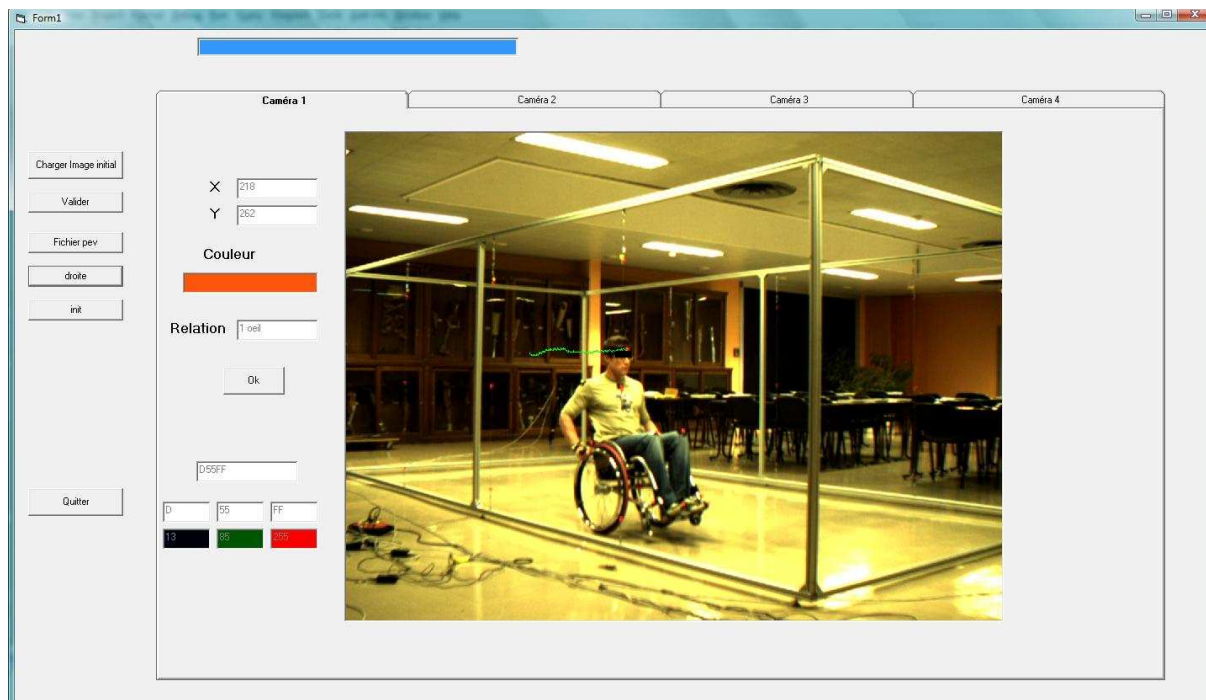 Form1
Caméra 1
Caméra 2
Caméra 3
Caméra 4
Charger Image initial
Valider
Fichier pev
droite
init
Quitter
X 218
Y 262
Couleur
Relation 1 oeil
Ok
D55FF
D 55 FF
13 85 255